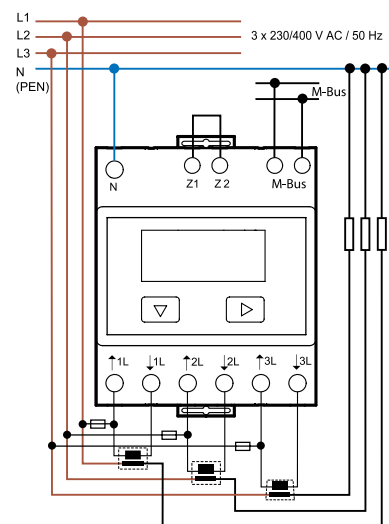 L1
L2
L3
3 x 230/400 V AC / 50 Hz
N
(PEN)
M-Bus
N
Z1
Z 2
M-Bus
1L
1L
2L
2L
3L
3L